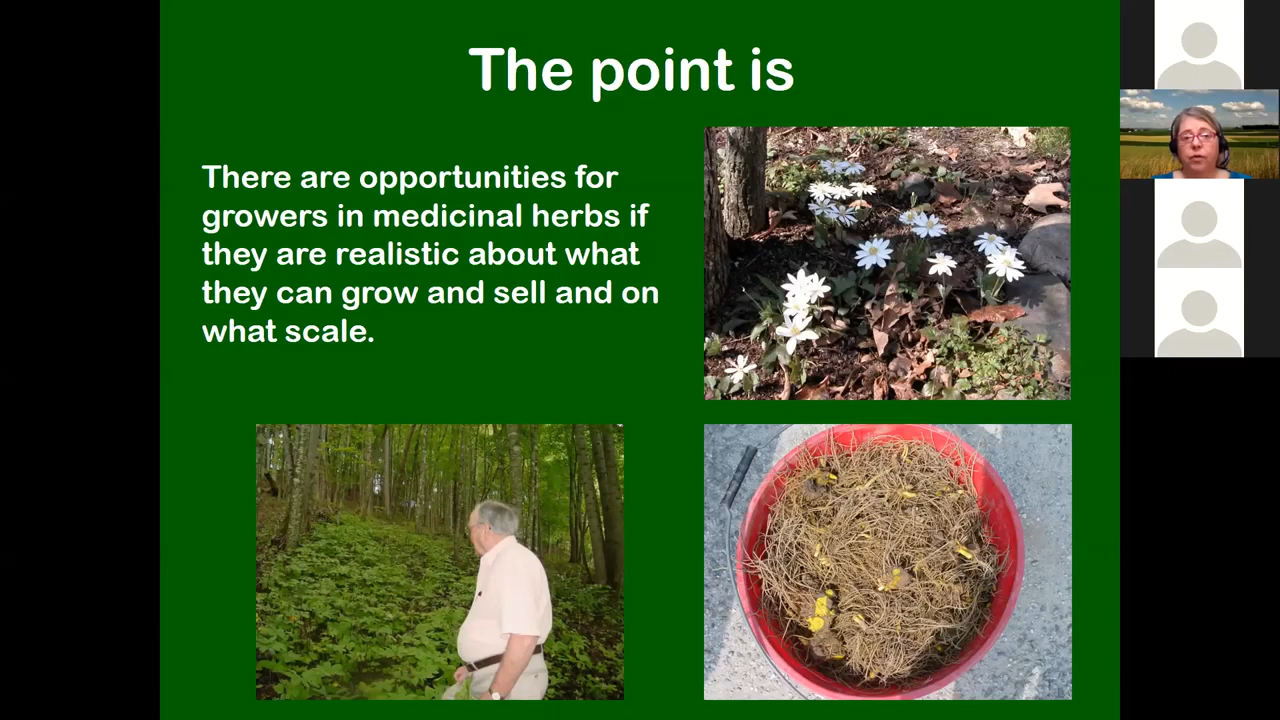 The point is
There are opportunities for
growers in medicinal herbs if
they are realistic about what
they can grow and sell and on
what scale.